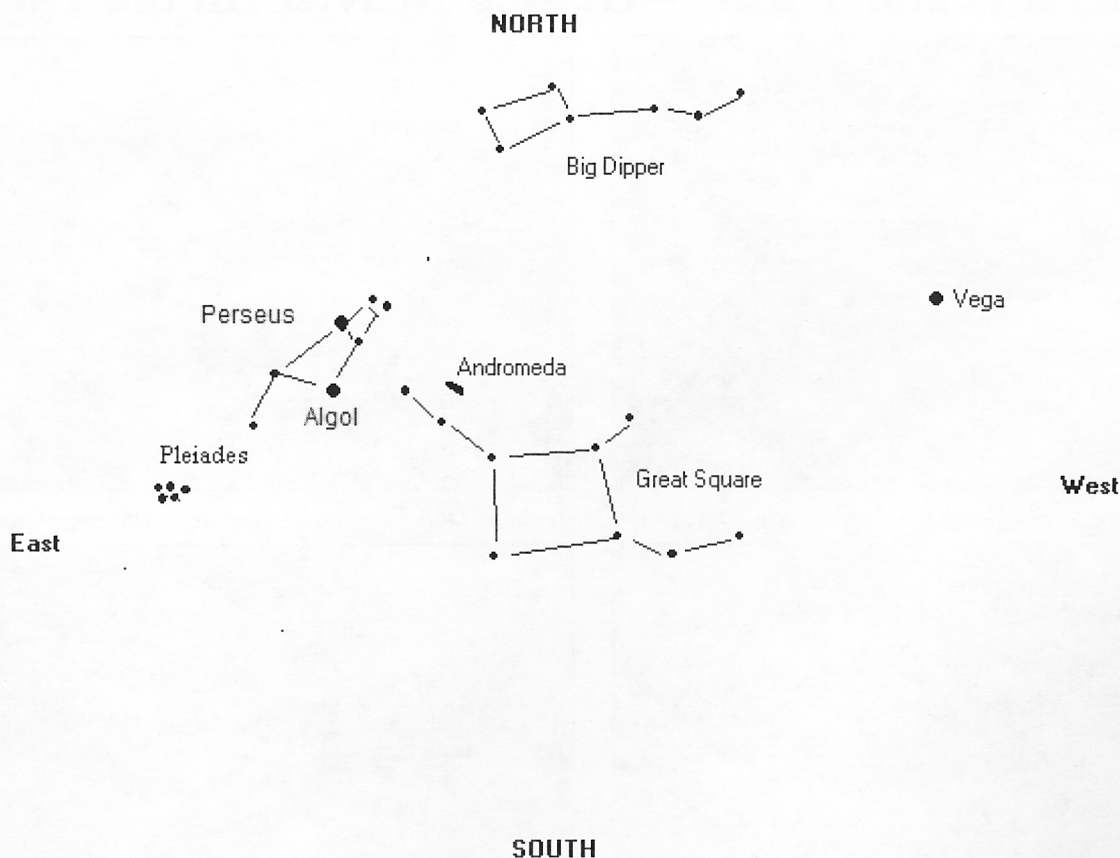 NORTH
Big Dipper
Perseus
Vega
Andromeda
Algol
Pleiades
Great Square
West
East
SOUTH